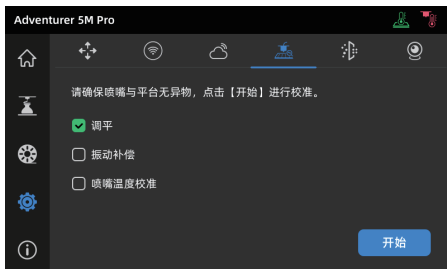 Adventurer 5M Pro
请确保喷嘴与平台无异物，点击【开始】进行校准。
调平
振动补偿
喷嘴温度校准
开始